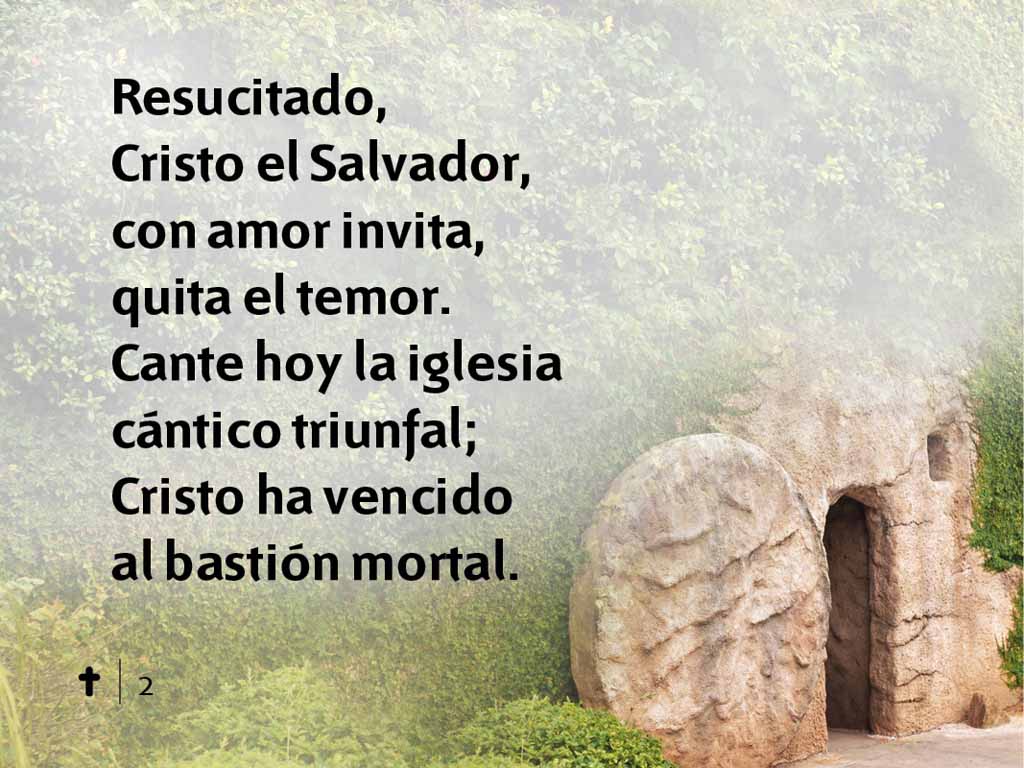 Resucitado,
Cristo el Salvador,
con amor invita,
quita el temor.
Cante hoy la iglesia
cántico triunfal;
Cristo ha vencido
al bastión mortal.
2